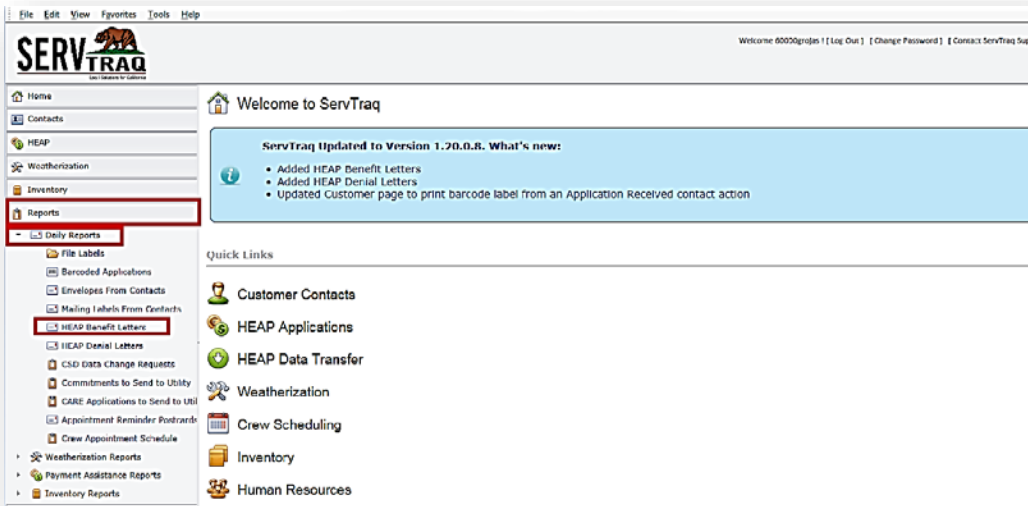 File Edit View Favorites Tools Help
SERVTRAQ
Welcome 60000grojas ! [ Log Out ] [ Change Password ] [ Contact ServTraq Sup
Home
Contacts
HEAP
Weatherization
Inventory
Reports
Daily Reports
File Labels
Barcoded Applications
Envelopes From Contacts
Mailing Labels From Contacts
HEAP Benefit Letters
HEAP Denial Letters
CSD Data Change Requests
Commitments to Send to Utility
CARE Applications to Send to Util
Appointment Reminder Postcards
Crew Appointment Schedule
Weatherization Reports
Payment Assistance Reports
Inventory Reports
Welcome to ServTraq
ServTraq Updated to Version 1.20.0.8. What's new:
• Added HEAP Benefit Letters
• Added HEAP Denial Letters
• Updated Customer page to print barcode label from an Application Received contact action
Quick Links
Customer Contacts
HEAP Applications
HEAP Data Transfer
Weatherization
Crew Scheduling
Inventory
Human Resources